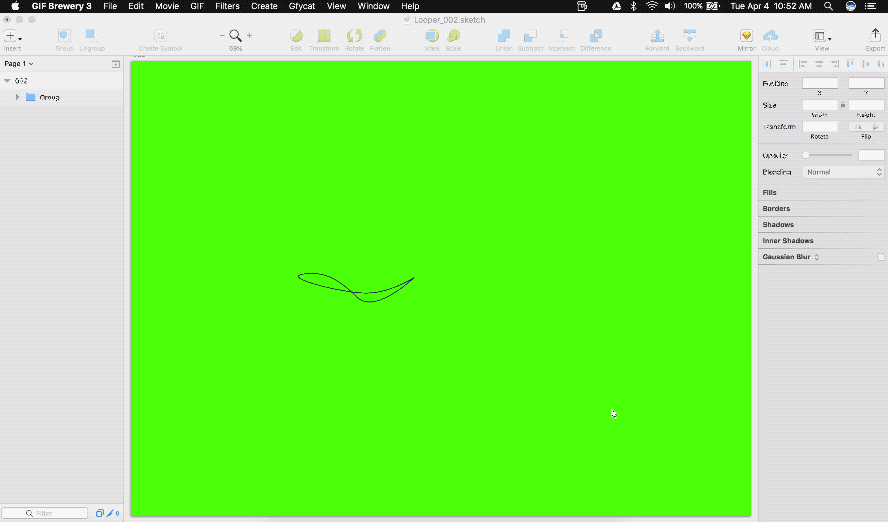 GIF Brewery 3 File Edit Movie GIF Filters Create Gfycat View Window Help 100% Tue Apr 4 10:52 AM
Looper_002.sketch
Insert Group Ungroup Create Symbol 69% Edit Transform Rotate Flatten Mask Scale Union Subtract Intersect Difference Forward Backward Mirror Cloud View Export
Page 1
002
Group
Position
X Y
Size
Width Height
Transform
Rotate Flip
Opacity
Blending Normal
Fills
Borders
Shadows
Inner Shadows
Gaussian Blur
Filter 0